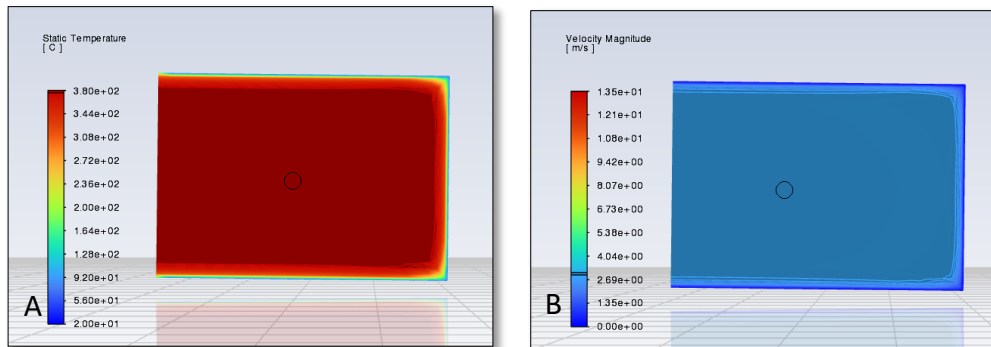 Static Temperature
[ C ]
3.80e+02
3.44e+02
3.08e+02
2.72e+02
2.36e+02
2.00e+02
1.64e+02
1.28e+02
9.20e+01
5.60e+01
2.00e+01
A
Velocity Magnitude
[ m/s ]
1.35e+01
1.21e+01
1.08e+01
9.42e+00
8.07e+00
6.73e+00
5.38e+00
4.04e+00
2.69e+00
1.35e+00
0.00e+00
B